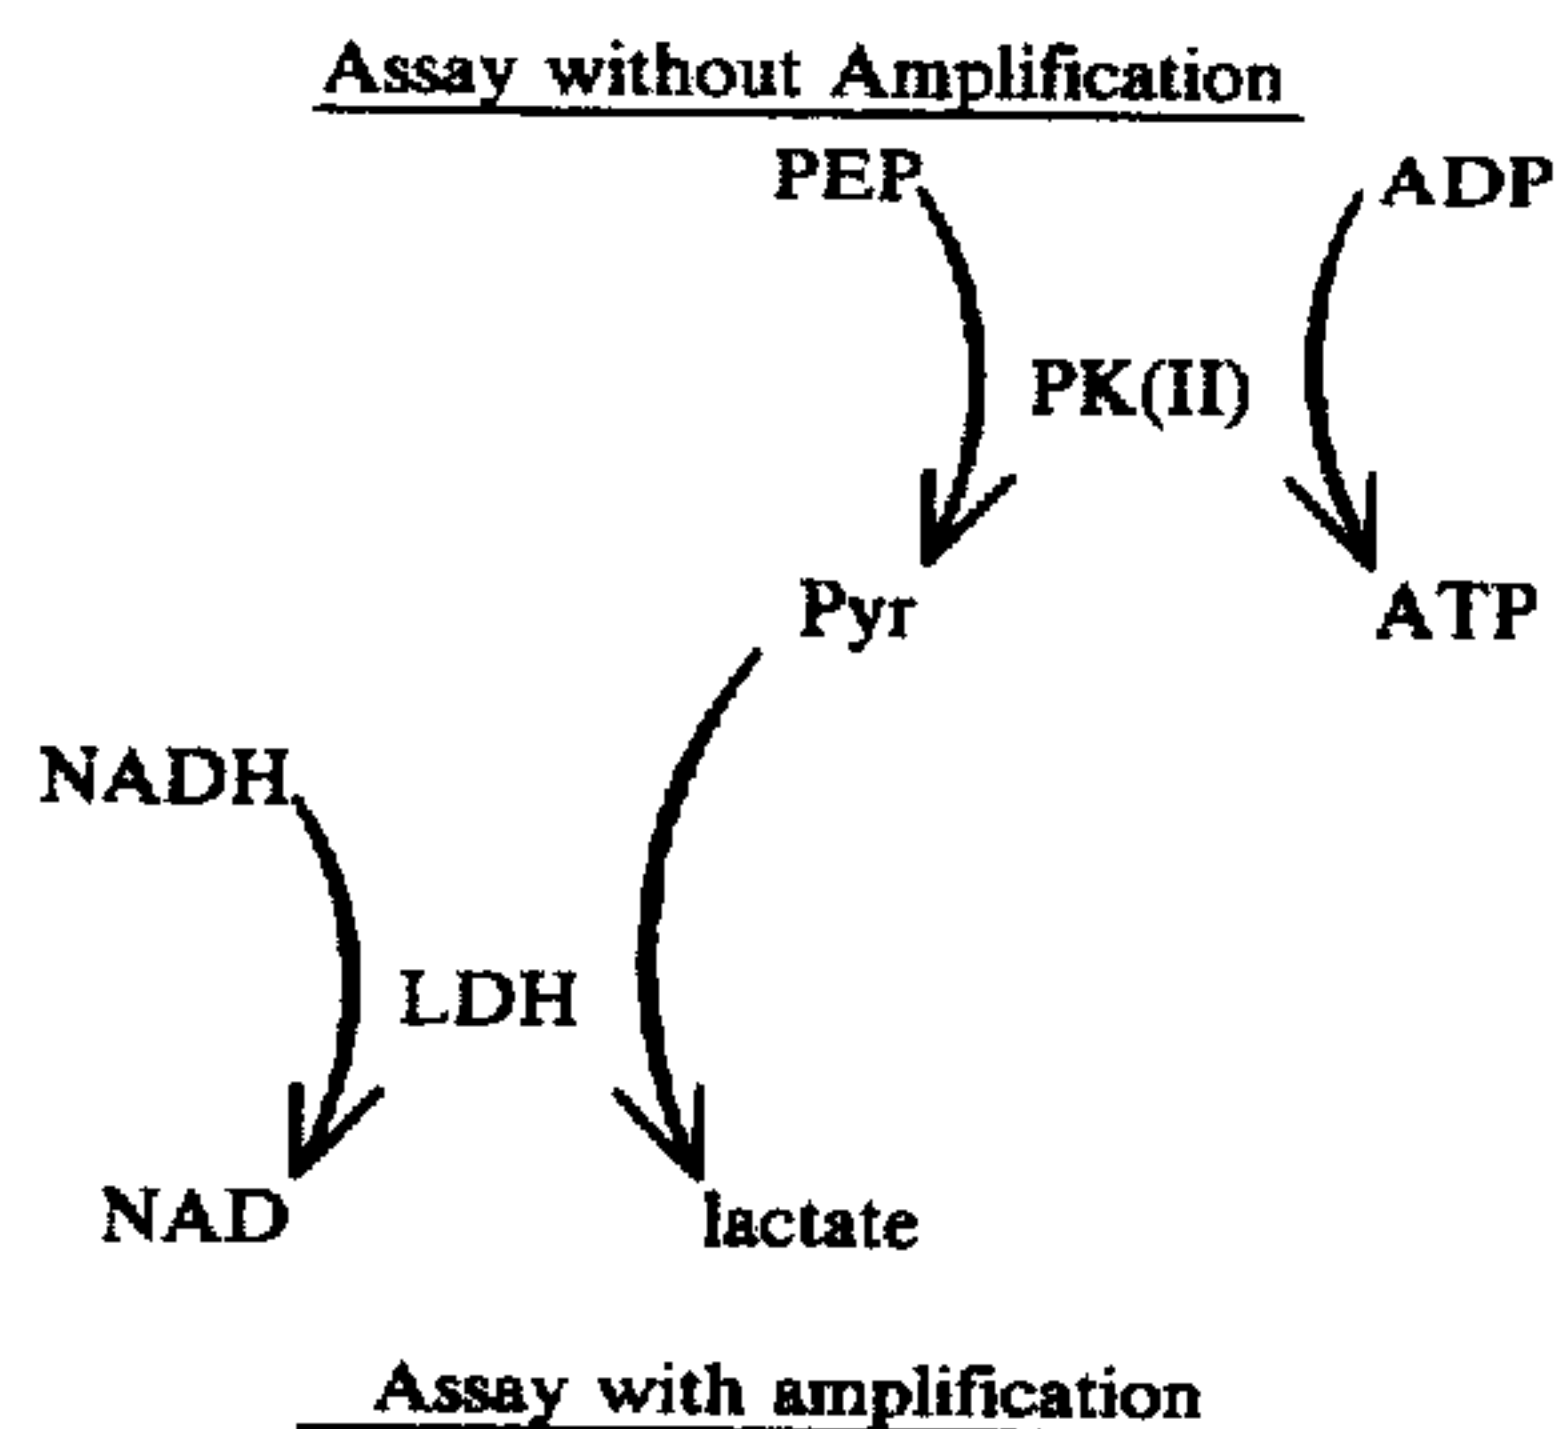 Assay without Amplification
PEP ADP
PK(II)
Pyr ATP
NADH
LDH
NAD lactate
Assay with amplification